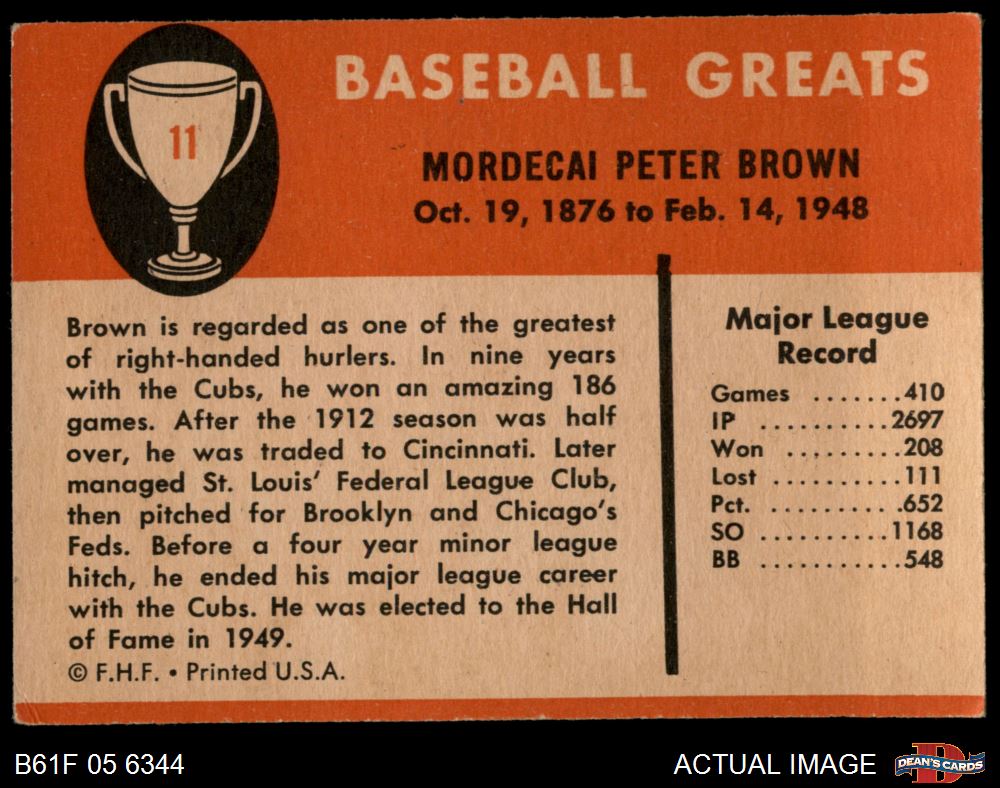 11
BASEBALL GREATS
MORDECAI PETER BROWN
Oct. 19, 1876 to Feb. 14, 1948
Brown is regarded as one of the greatest
of right-handed hurlers. In nine years
with the Cubs, he won an amazing 186
games. After the 1912 season was half
over, he was traded to Cincinnati. Later
managed St. Louis' Federal League Club,
then pitched for Brooklyn and Chicago's
Feds. Before a four year minor league
hitch, he ended his major league career
with the Cubs. He was elected to the Hall
of Fame in 1949.
© F.H.F. • Printed U.S.A.
Major League
Record
Games .......410
IP ..........2697
Won .........208
Lost ..........111
Pct. ..........652
SO ..........1168
BB ..........548
B61F 05 6344
ACTUAL IMAGE
D
DEAN'S CARDS